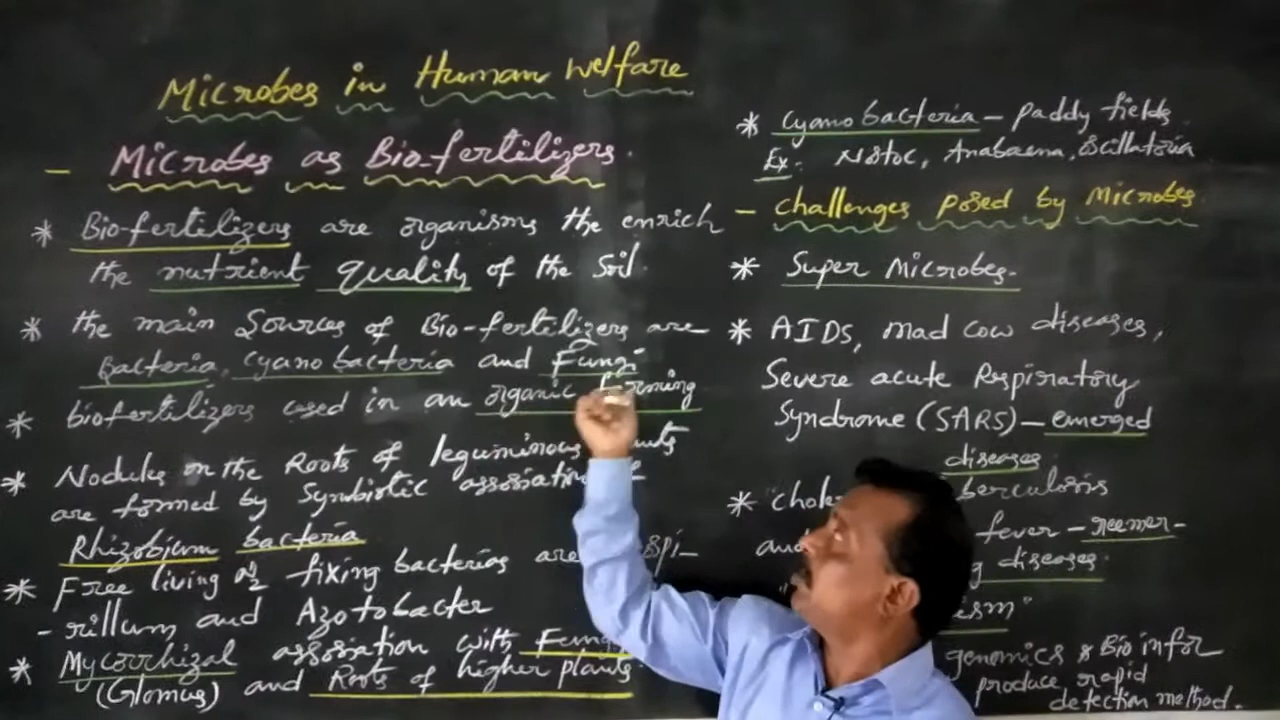 Microbes in Human welfare
- Microbes as Bio-fertilizers.
* Bio-fertilizers are organisms the enrich
the nutrient quality of the Soil.
* the main Sources of Bio-fertilizers are
Bacteria, cyano bacteria and Fungi
* biofertilizers used in an organic
* Nodules on the Roots of leguminous
are formed by Symbiotic
Rhizobium bacteria
* Free living N2 fixing bacterias are
- rillum and Azotobacter
* Mycorrhizal assosiation with
(Glomus) and Roots of higher plants.
* Cyano bacteria - paddy fields.
Ex: Nstoc, Anabaena, Oscillatoria
- challenges posed by Microbes
* Super Microbes.
* AIDs, mad cow diseases,
Severe acute Respiratory
Syndrome (SARS) - emerged
diseases.
*
fever - reemer-
and g diseases.
ism"
genomics & Bio infor
produce rapid
detection method.